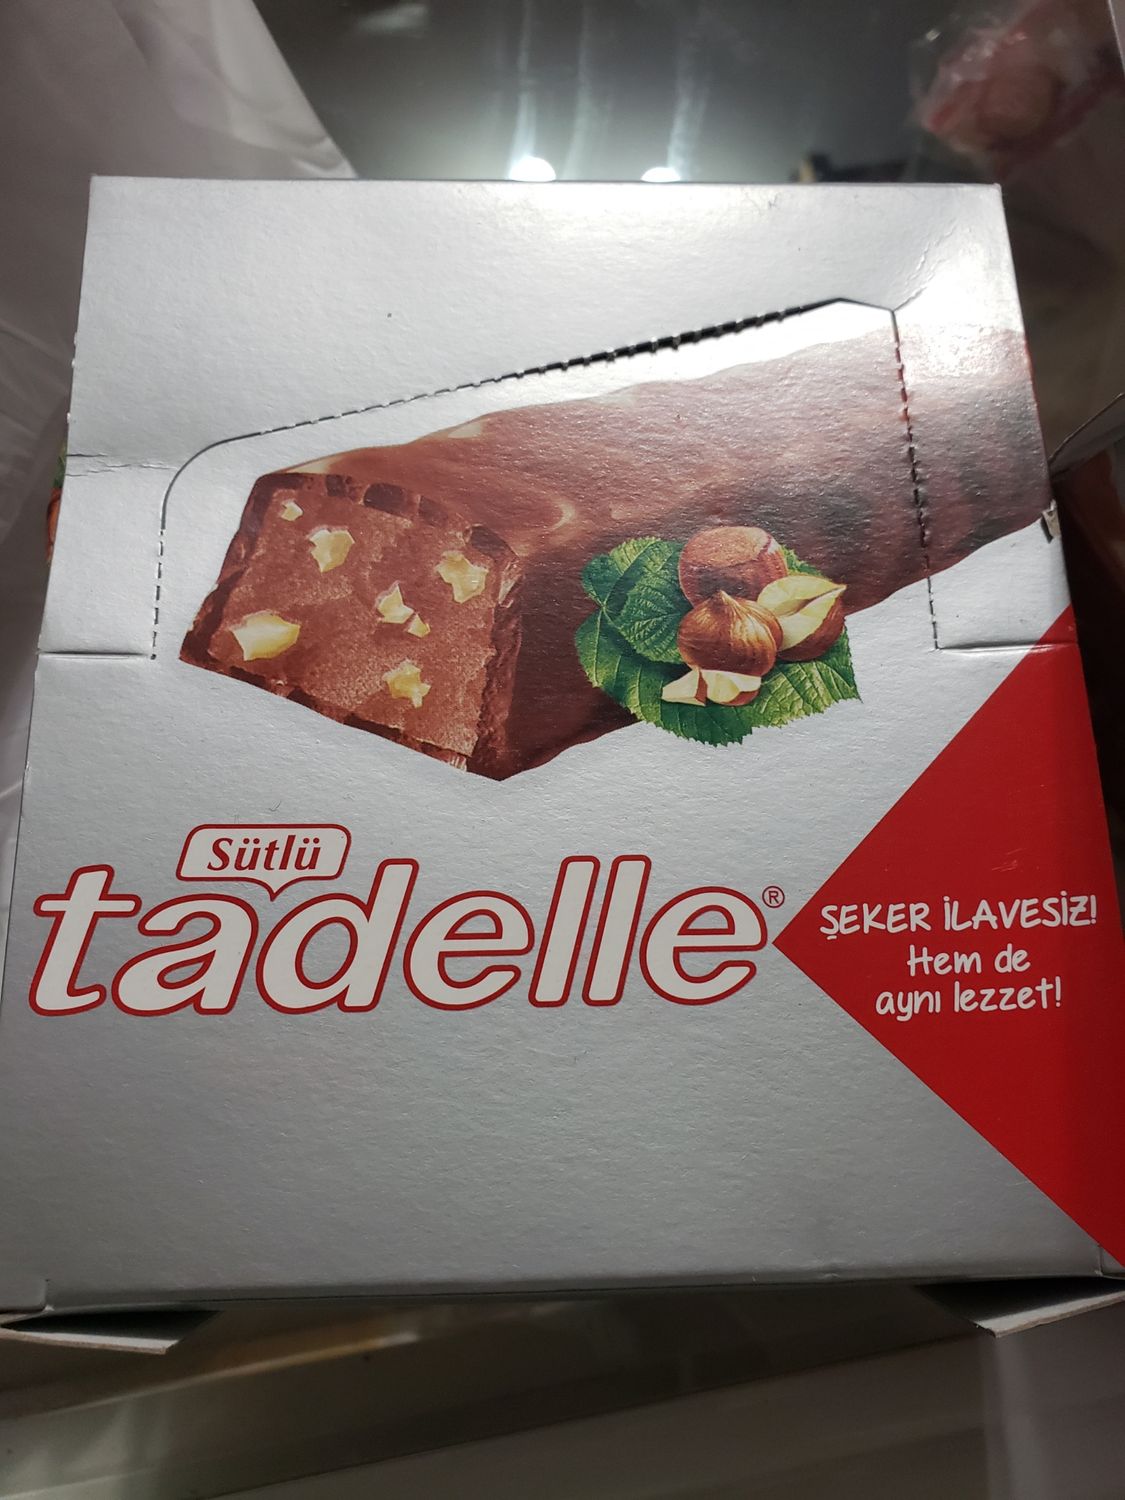 Sütlü
tadelle®
ŞEKER İLAVESİZ!
Hem de
aynı lezzet!